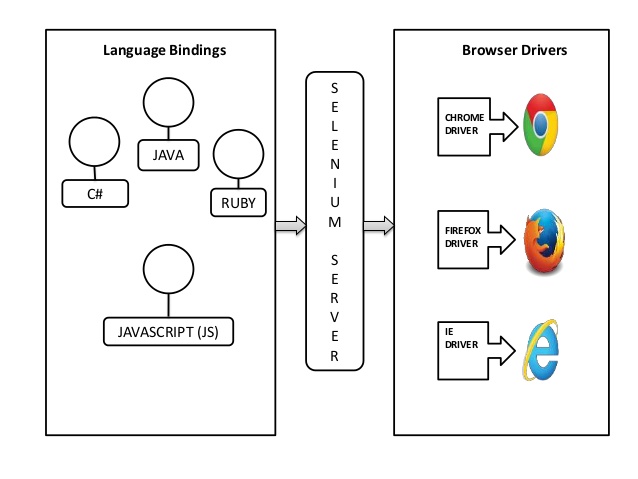 Language Bindings
JAVA
C#
RUBY
JAVASCRIPT (JS)
S
E
L
E
N
I
U
M
S
E
R
V
E
R
Browser Drivers
CHROME
DRIVER
FIREFOX
DRIVER
IE
DRIVER